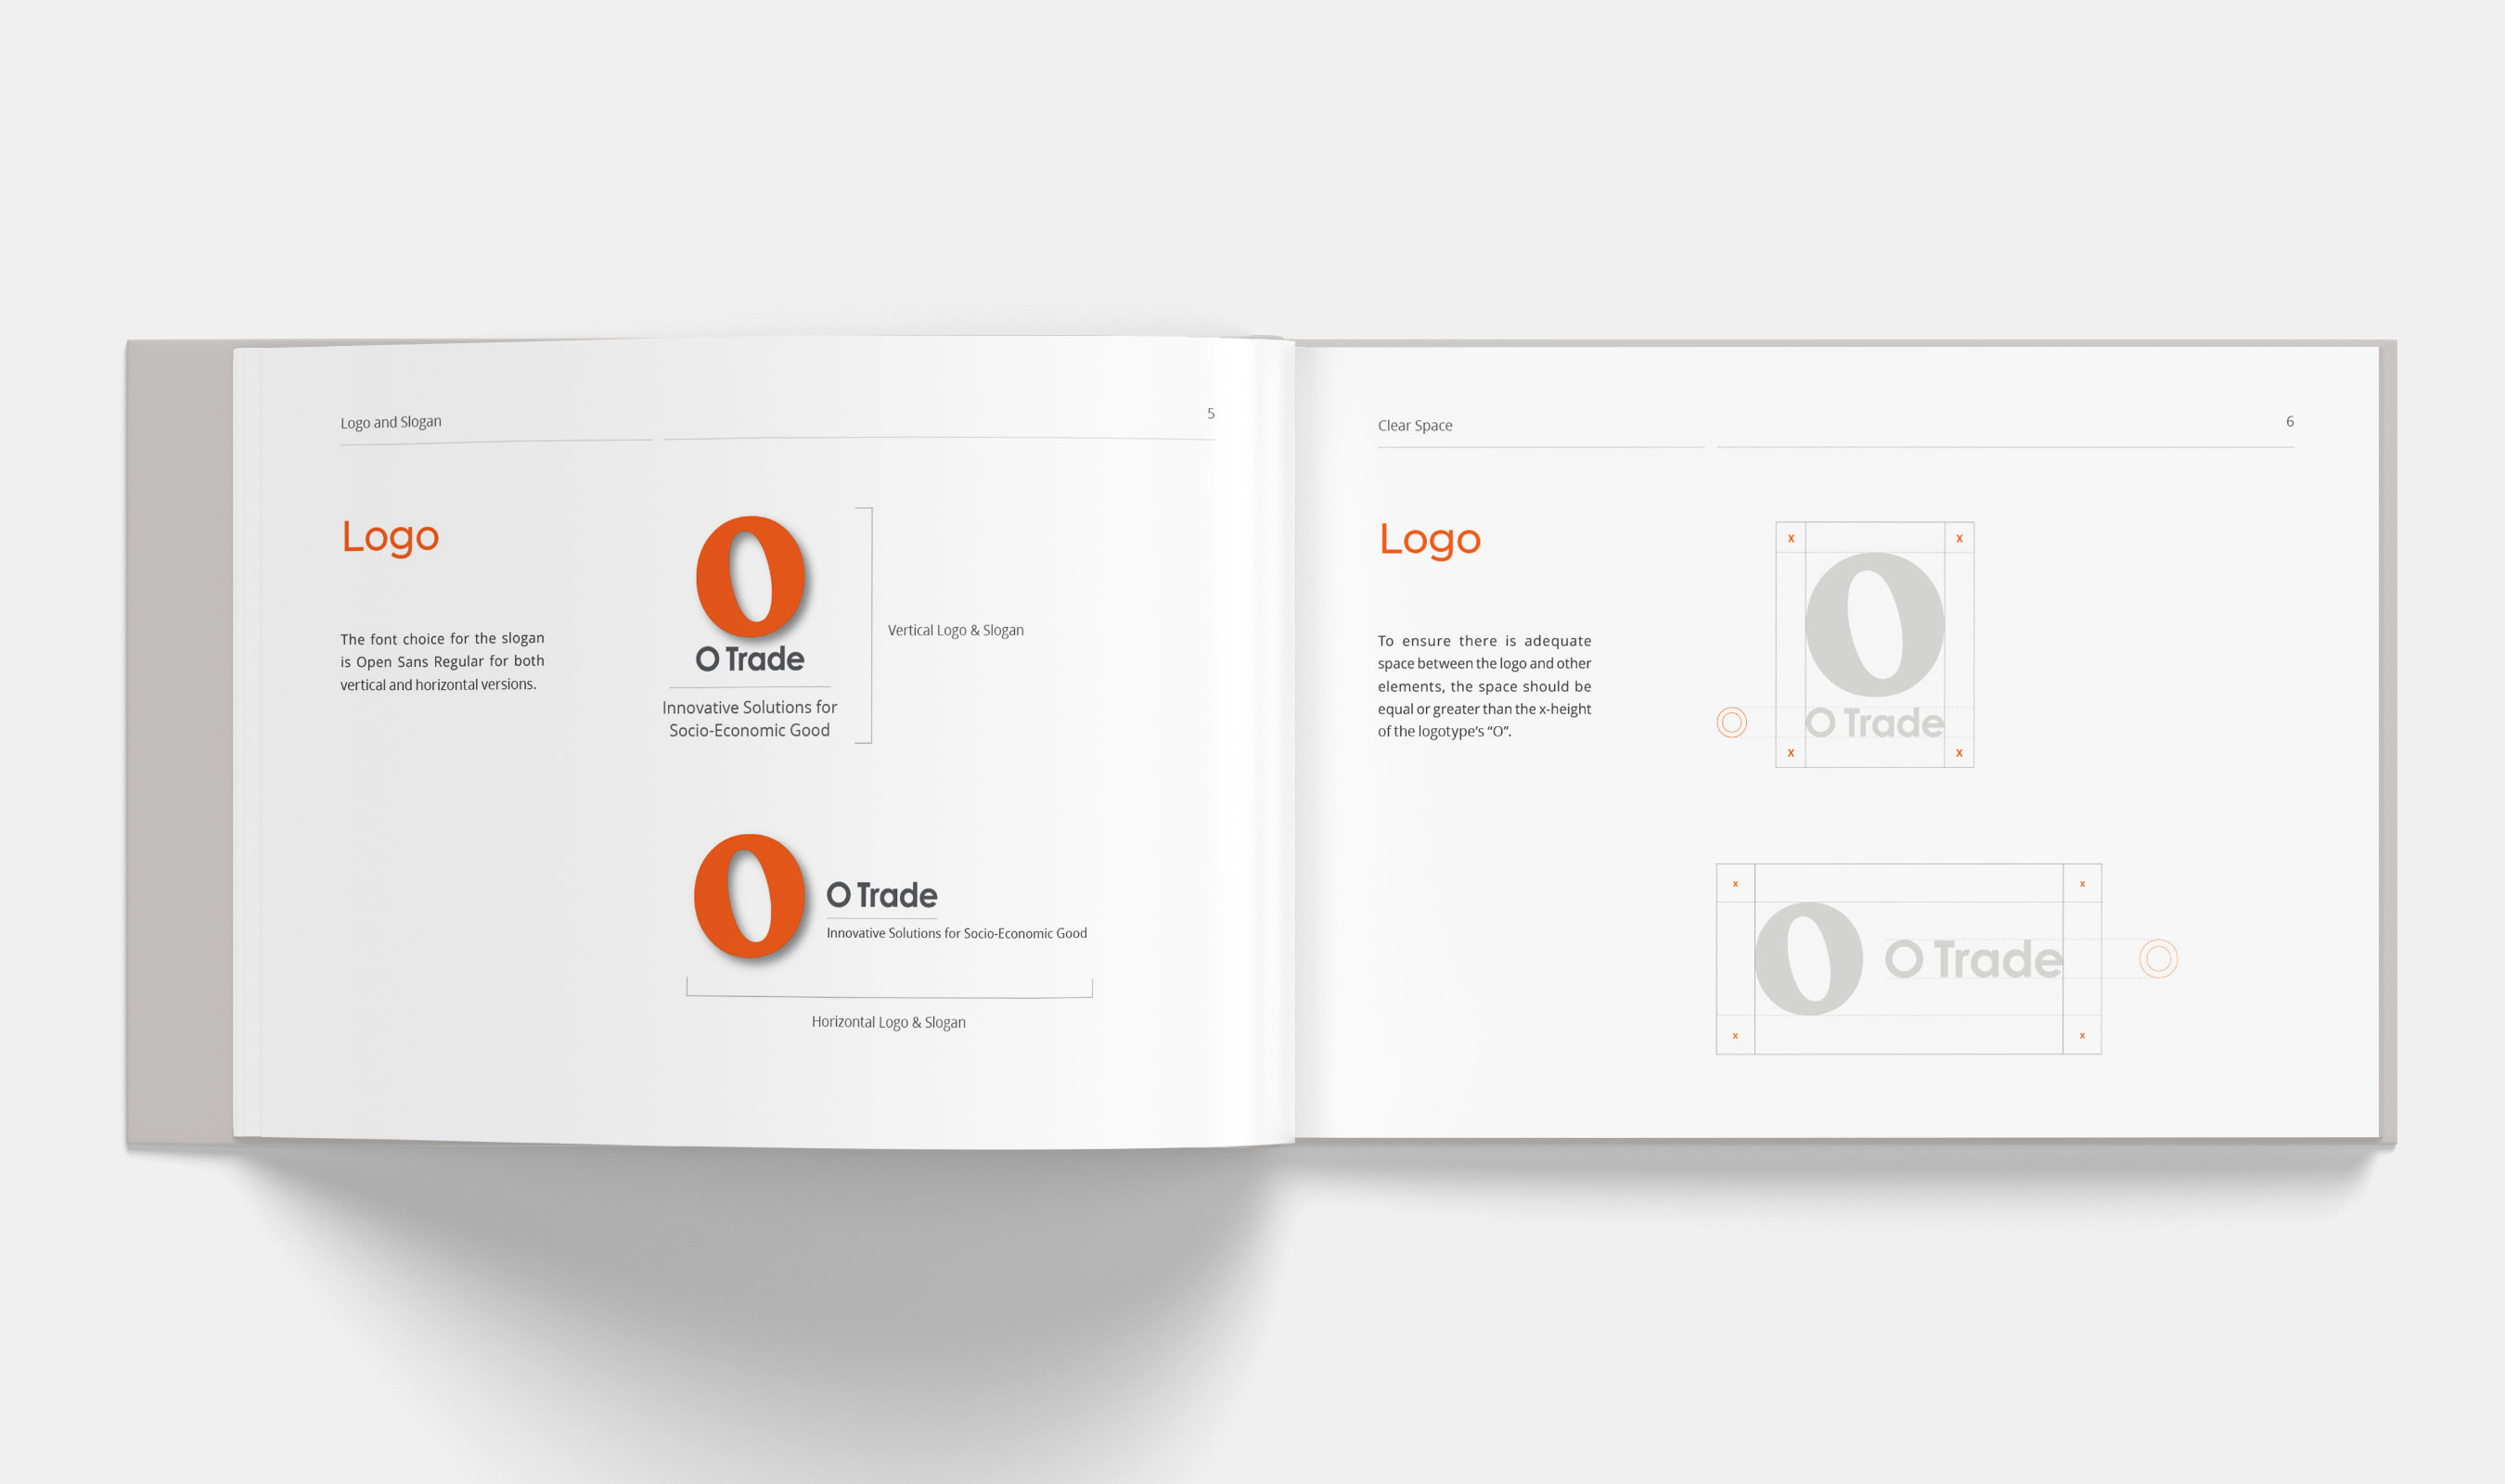 Logo and Slogan
5
Logo
The font choice for the slogan
is Open Sans Regular for both
vertical and horizontal versions.
O
O Trade
Innovative Solutions for
Socio-Economic Good
Vertical Logo & Slogan
O
O Trade
Innovative Solutions for Socio-Economic Good
Horizontal Logo & Slogan
Clear Space
6
Logo
To ensure there is adequate
space between the logo and other
elements, the space should be
equal or greater than the x-height
of the logotype's “O”.
x x
O
O Trade
x x
x x
O O Trade
x x